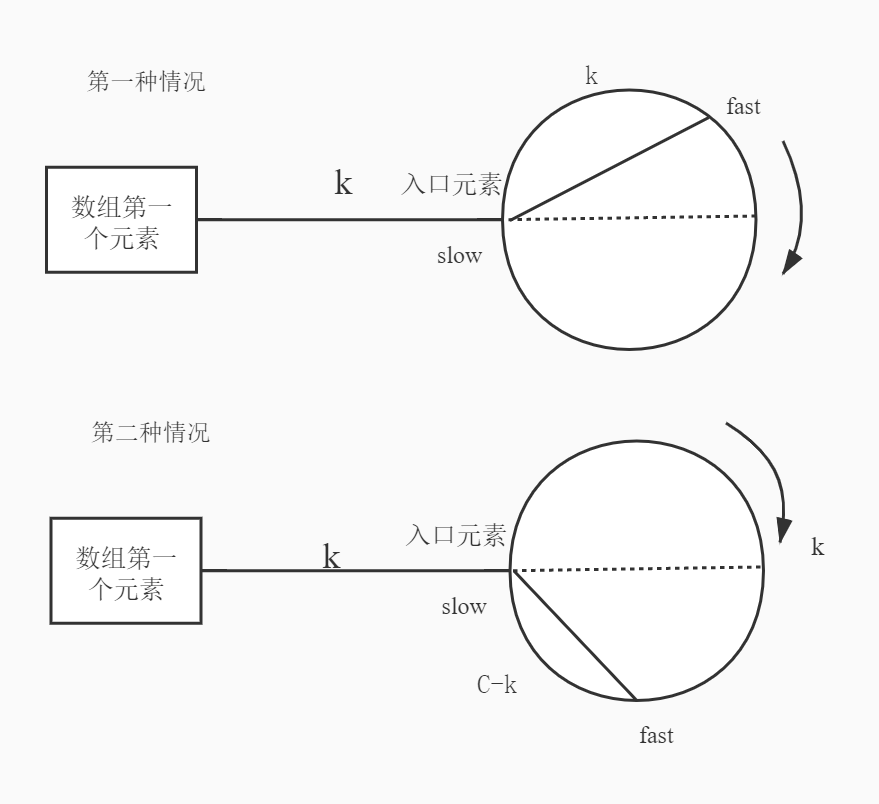 第一种情况
k
fast
k
入口元素
数组第一
个元素
slow
第二种情况
入口元素
k
k
数组第一
个元素
slow
C-k
fast